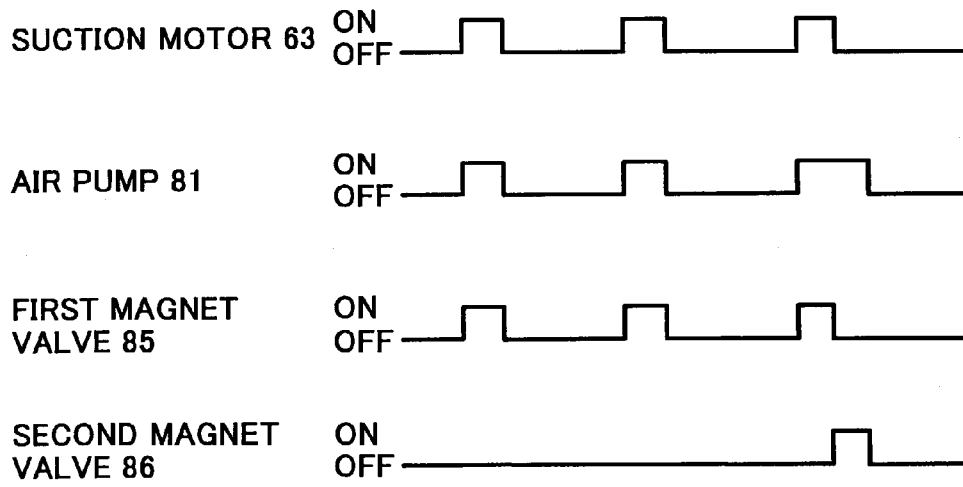 SUCTION MOTOR 63
ON
OFF
AIR PUMP 81
ON
OFF
FIRST MAGNET
VALVE 85
ON
OFF
SECOND MAGNET
VALVE 86
ON
OFF